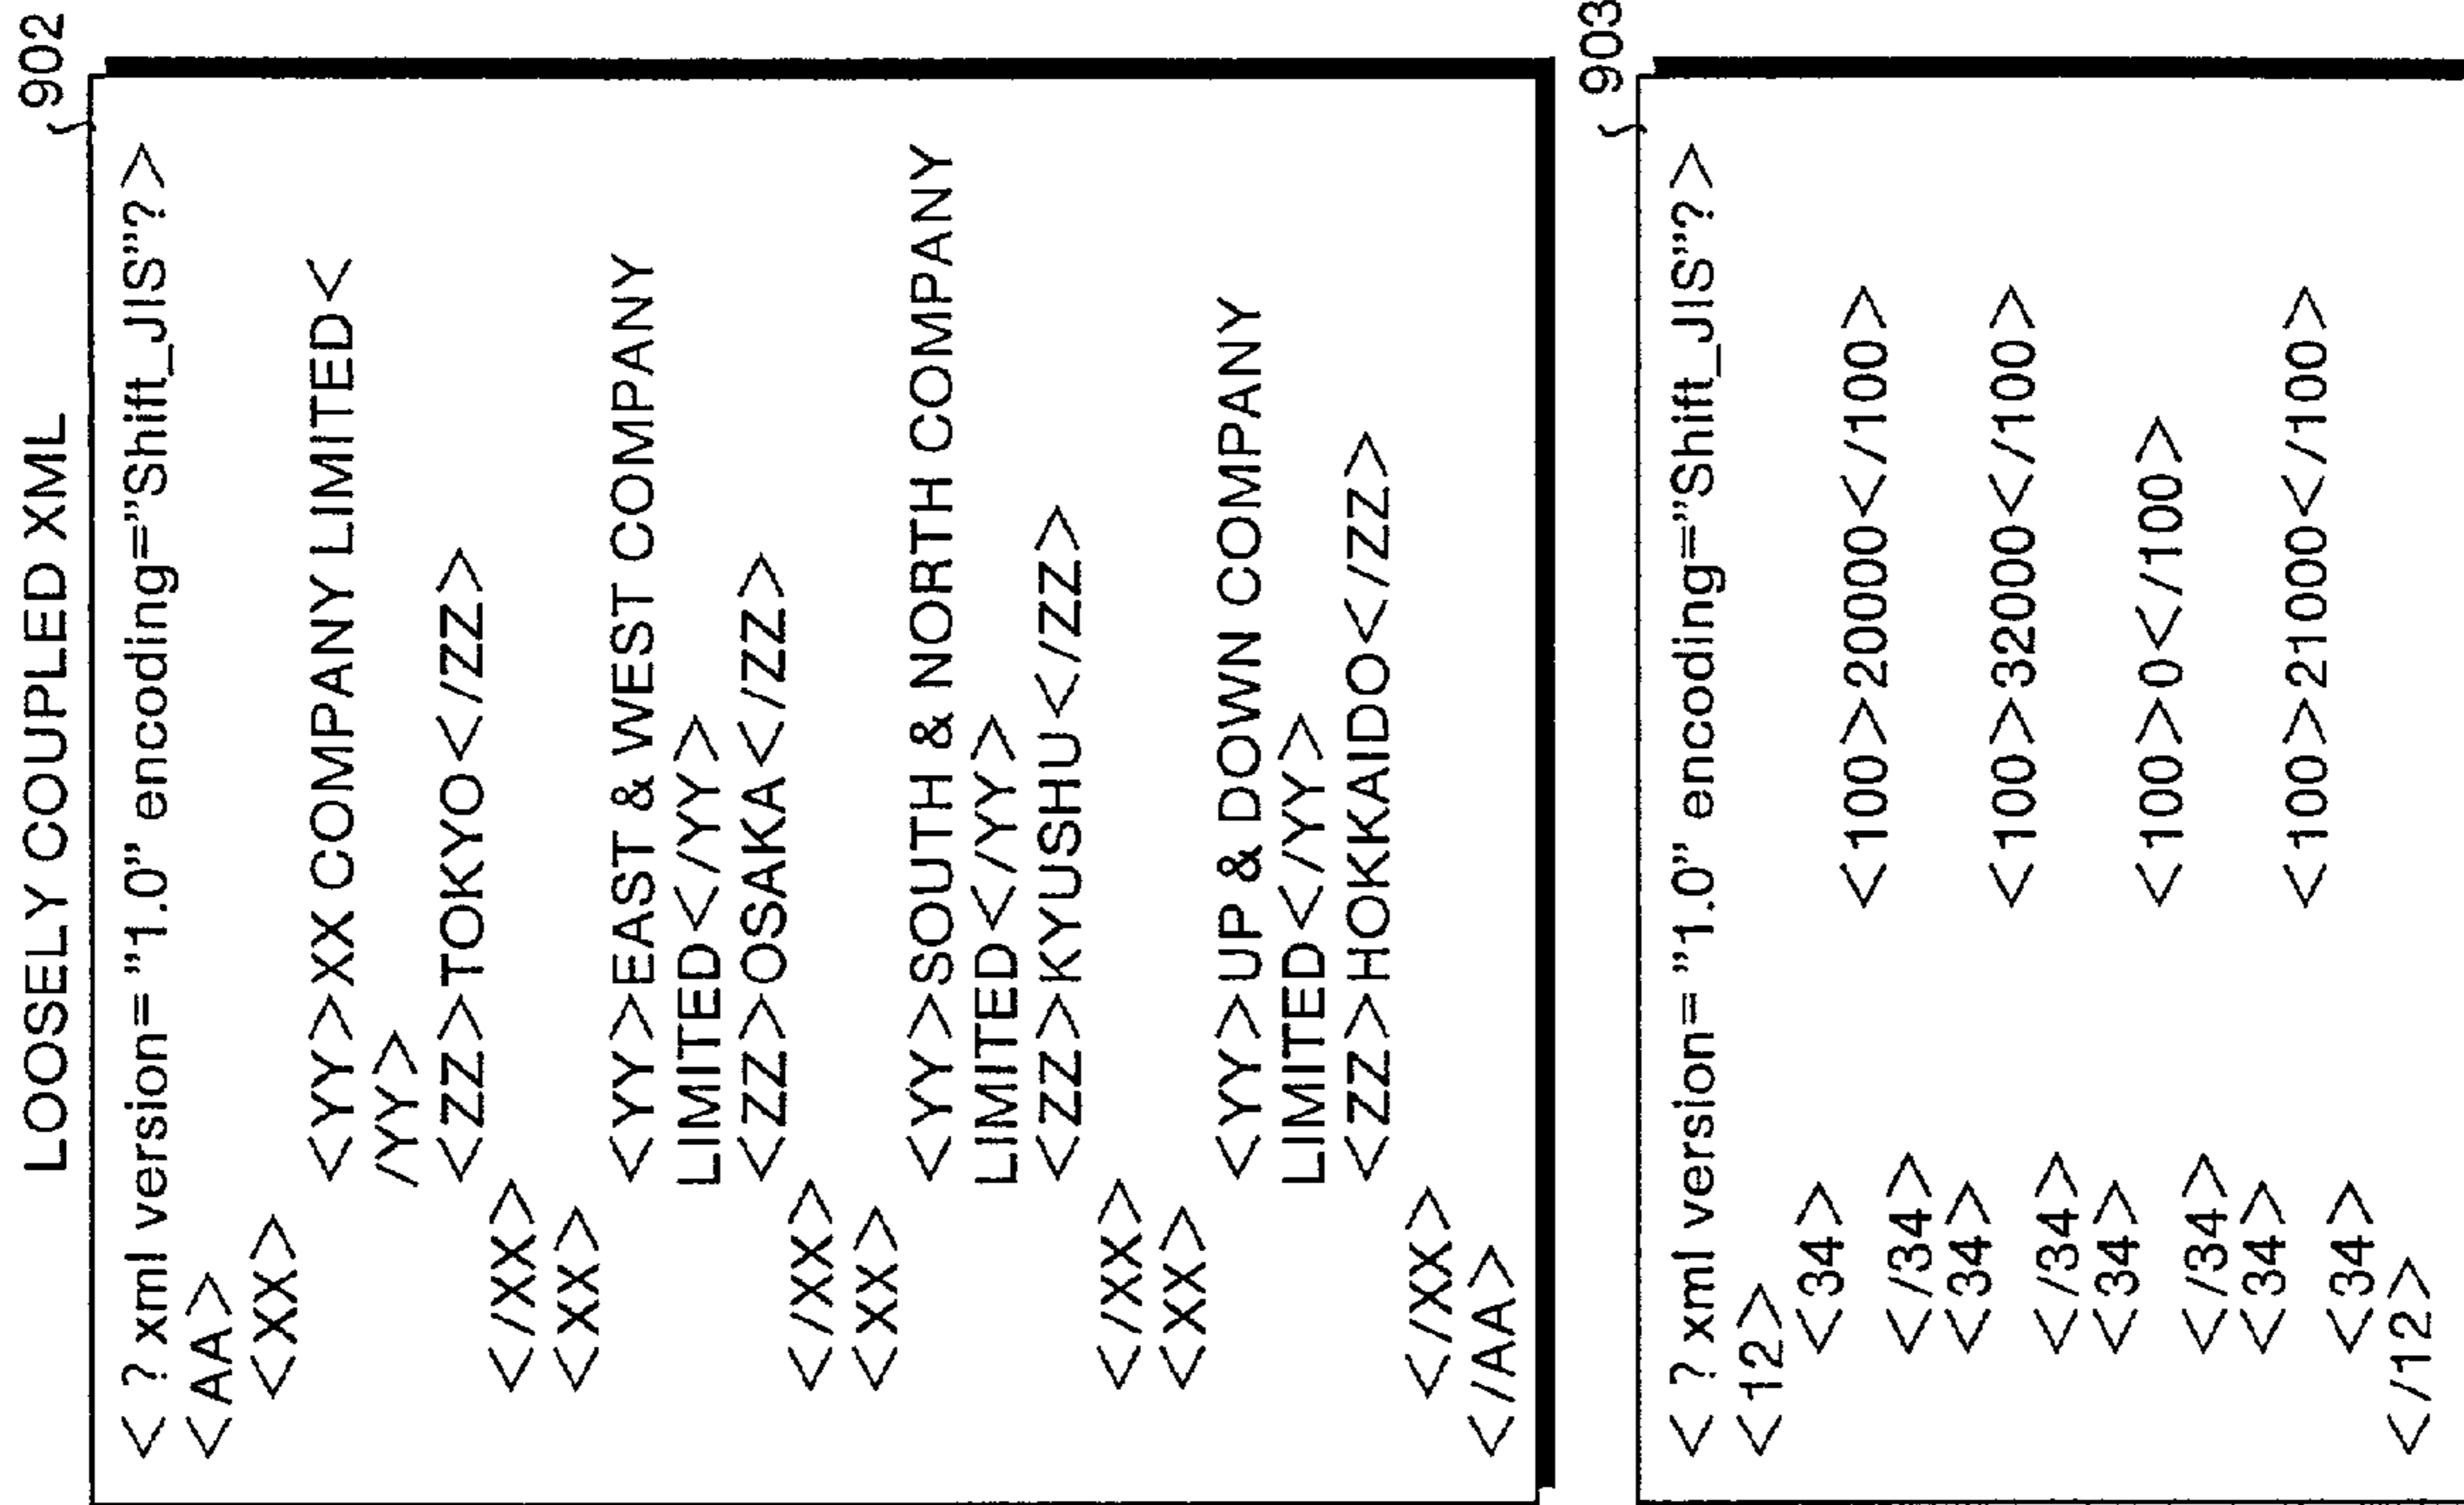 LOOSELY COUPLED XML
902
< ? xml version= "1.0" encoding="Shift_JIS"? >
<AA>
<XX>
<YY>XX COMPANY LIMITED<
/YY>
<ZZ>TOKYO</ZZ>
</XX>
<XX>
<YY>EAST & WEST COMPANY
LIMITED</YY>
<ZZ>OSAKA</ZZ>
</XX>
<XX>
<YY>SOUTH & NORTH COMPANY
LIMITED</YY>
<ZZ>KYUSHU</ZZ>
</XX>
<XX>
<YY>UP & DOWN COMPANY
LIMITED</YY>
<ZZ>HOKKAIDO</ZZ>
</XX>
</AA>
903
< ? xml version= "1.0" encoding="Shift_JIS"? >
<12>
<34>
<100>20000</100>
</34>
<34>
<100>32000</100>
</34>
<34>
<100>0</100>
</34>
<34>
<100>21000</100>
<34>
</12>